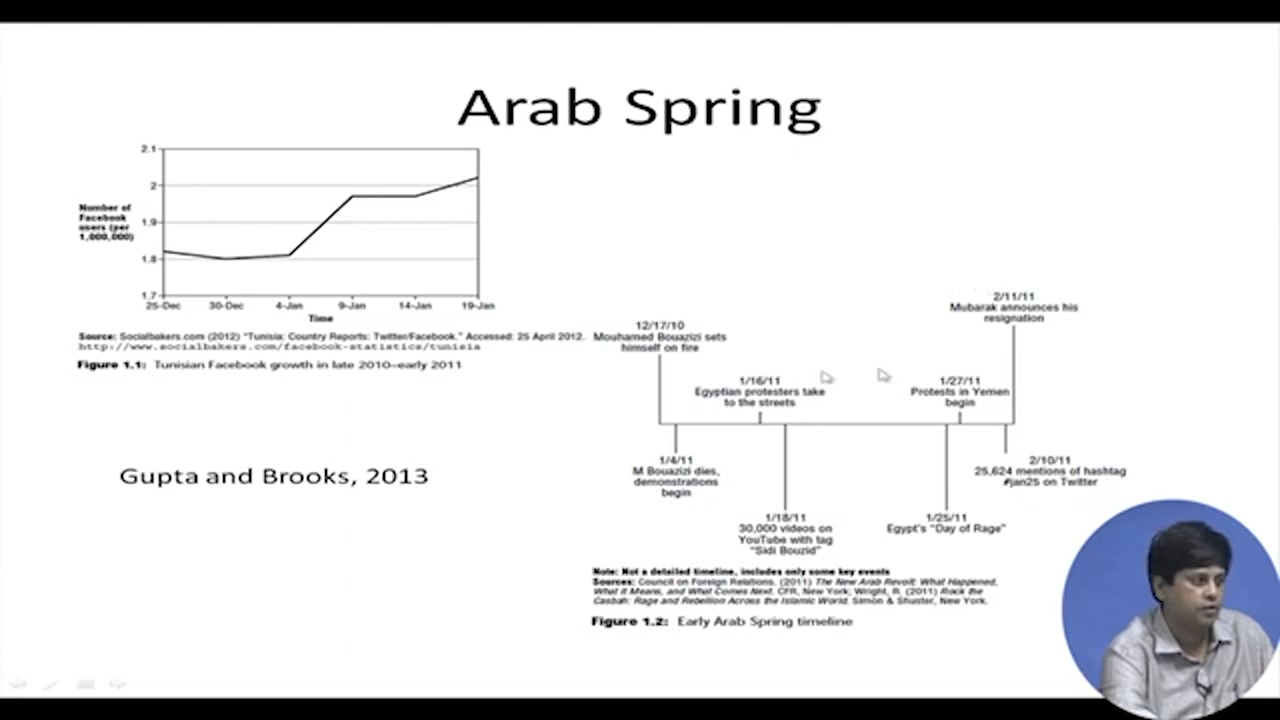 Arab Spring
2.1
2
1.9
1.8
1.7
Number of
Facebook
users (per
1,000,000)
25-Dec 30-Dec 4-Jan 9-Jan 14-Jan 19-Jan
Time
Source: Socialbakers.com (2012) "Tunisia: Country Reports: Twitter/Facebook." Accessed: 25 April 2012.
http://www.socialbakers.com/facebook-statistics/tunisia
Figure 1.1: Tunisian Facebook growth in late 2010–early 2011
Gupta and Brooks, 2013
12/17/10
Mouhamed Bouazizi sets
himself on fire
1/16/11
Egyptian protesters take
to the streets
1/27/11
Protests in Yemen
begin
2/11/11
Mubarak announces his
resignation
1/4/11
M Bouazizi dies,
demonstrations
begin
1/18/11
30,000 videos on
YouTube with tag
"Sidi Bouzid"
1/25/11
Egypt's "Day of Rage"
2/10/11
25,624 mentions of hashtag
#jan25 on Twitter
Note: Not a detailed timeline, includes only some key events
Sources: Council on Foreign Relations. (2011) The New Arab Revolt: What Happened,
What it Means, and What Comes Next. CFR, New York; Wright, R. (2011) Rock the
Casbah: Rage and Rebellion Across the Islamic World. Simon & Shuster, New York.
Figure 1.2: Early Arab Spring timeline